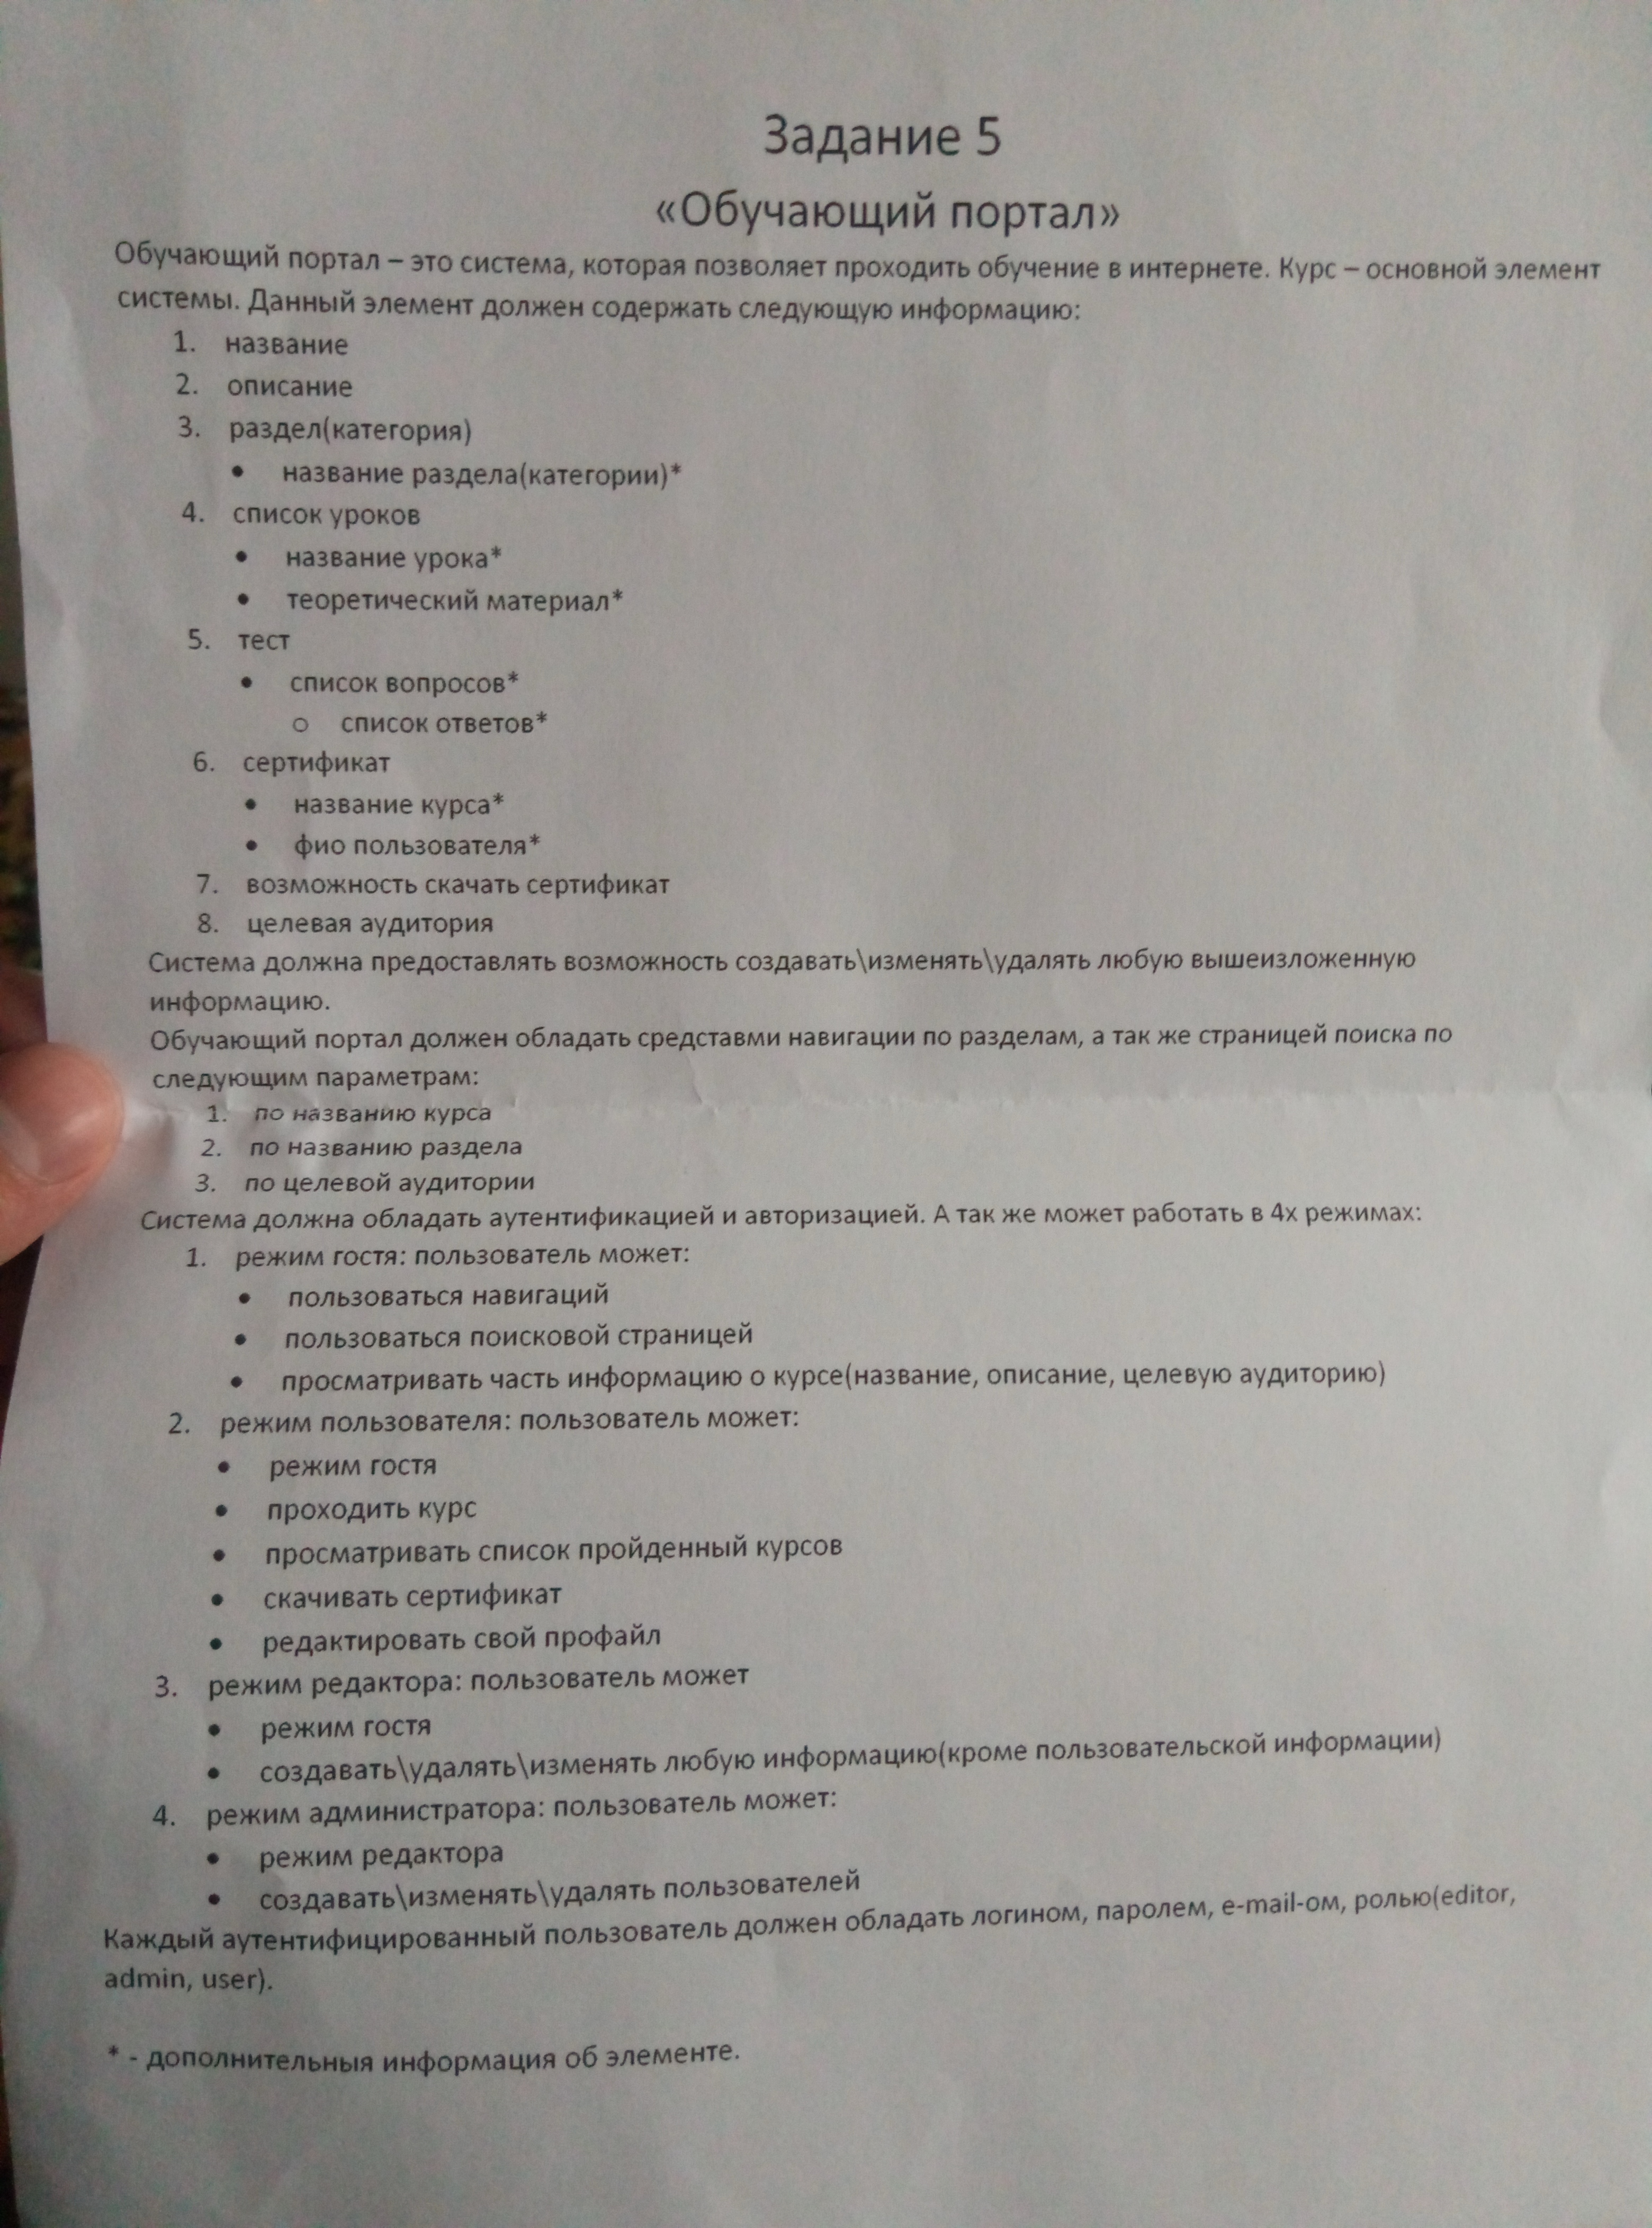 Задание 5
«Обучающий портал»
Обучающий портал – это система, которая позволяет проходить обучение в интернете. Курс – основной элемент
системы. Данный элемент должен содержать следующую информацию:
1. название
2. описание
3. раздел(категория)
• название раздела(категории)*
4. список уроков
• название урока*
• теоретический материал*
5. тест
• список вопросов*
o список ответов*
6. сертификат
• название курса*
• фио пользователя*
7. возможность скачать сертификат
8. целевая аудитория
Система должна предоставлять возможность создавать\изменять\удалять любую вышеизложенную
информацию.
Обучающий портал должен обладать средставми навигации по разделам, а так же страницей поиска по
следующим параметрам:
1. по названию курса
2. по названию раздела
3. по целевой аудитории
Система должна обладать аутентификацией и авторизацией. А так же может работать в 4х режимах:
1. режим гостя: пользователь может:
• пользоваться навигаций
• пользоваться поисковой страницей
• просматривать часть информацию о курсе(название, описание, целевую аудиторию)
2. режим пользователя: пользователь может:
• режим гостя
• проходить курс
• просматривать список пройденный курсов
• скачивать сертификат
• редактировать свой профайл
3. режим редактора: пользователь может
• режим гостя
• создавать\удалять\изменять любую информацию(кроме пользовательской информации)
4. режим администратора: пользователь может:
• режим редактора
• создавать\изменять\удалять пользователей
Каждый аутентифицированный пользователь должен обладать логином, паролем, e-mail-ом, ролью(editor,
admin, user).
* - дополнительныя информация об элементе.